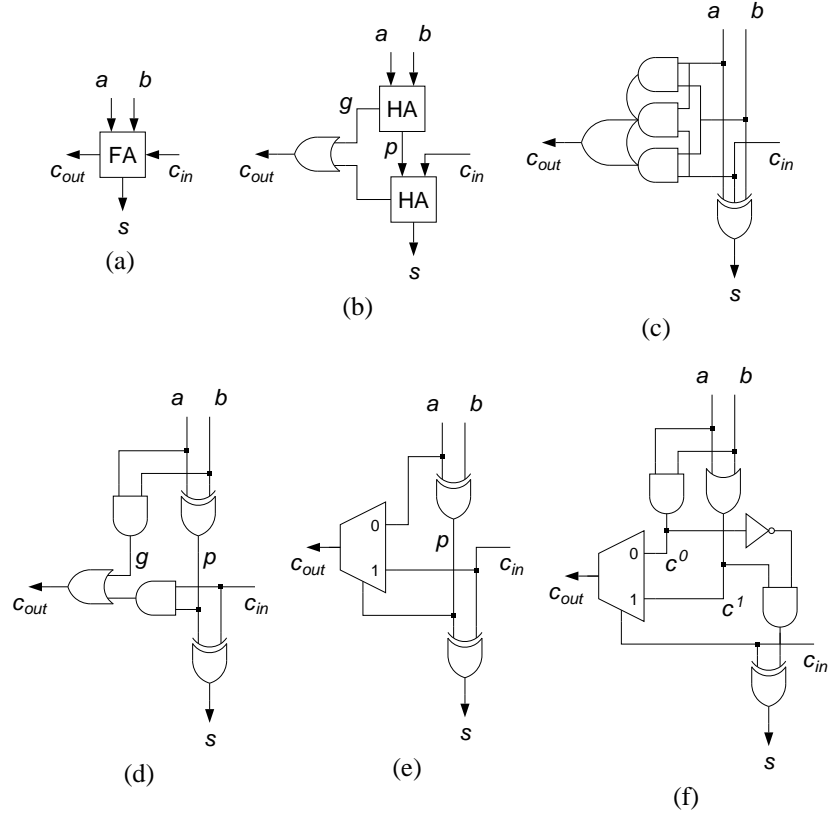 a b
FA
c_out
c_in
s
(a)
a b
g
HA
p
c_out
c_in
HA
s
(b)
a b
c_out
c_in
s
(c)
a b
g p
c_out
c_in
s
(d)
a b
0
p
c_out
1
c_in
s
(e)
a b
0
c^0
c_out
1
c^1
c_in
s
(f)